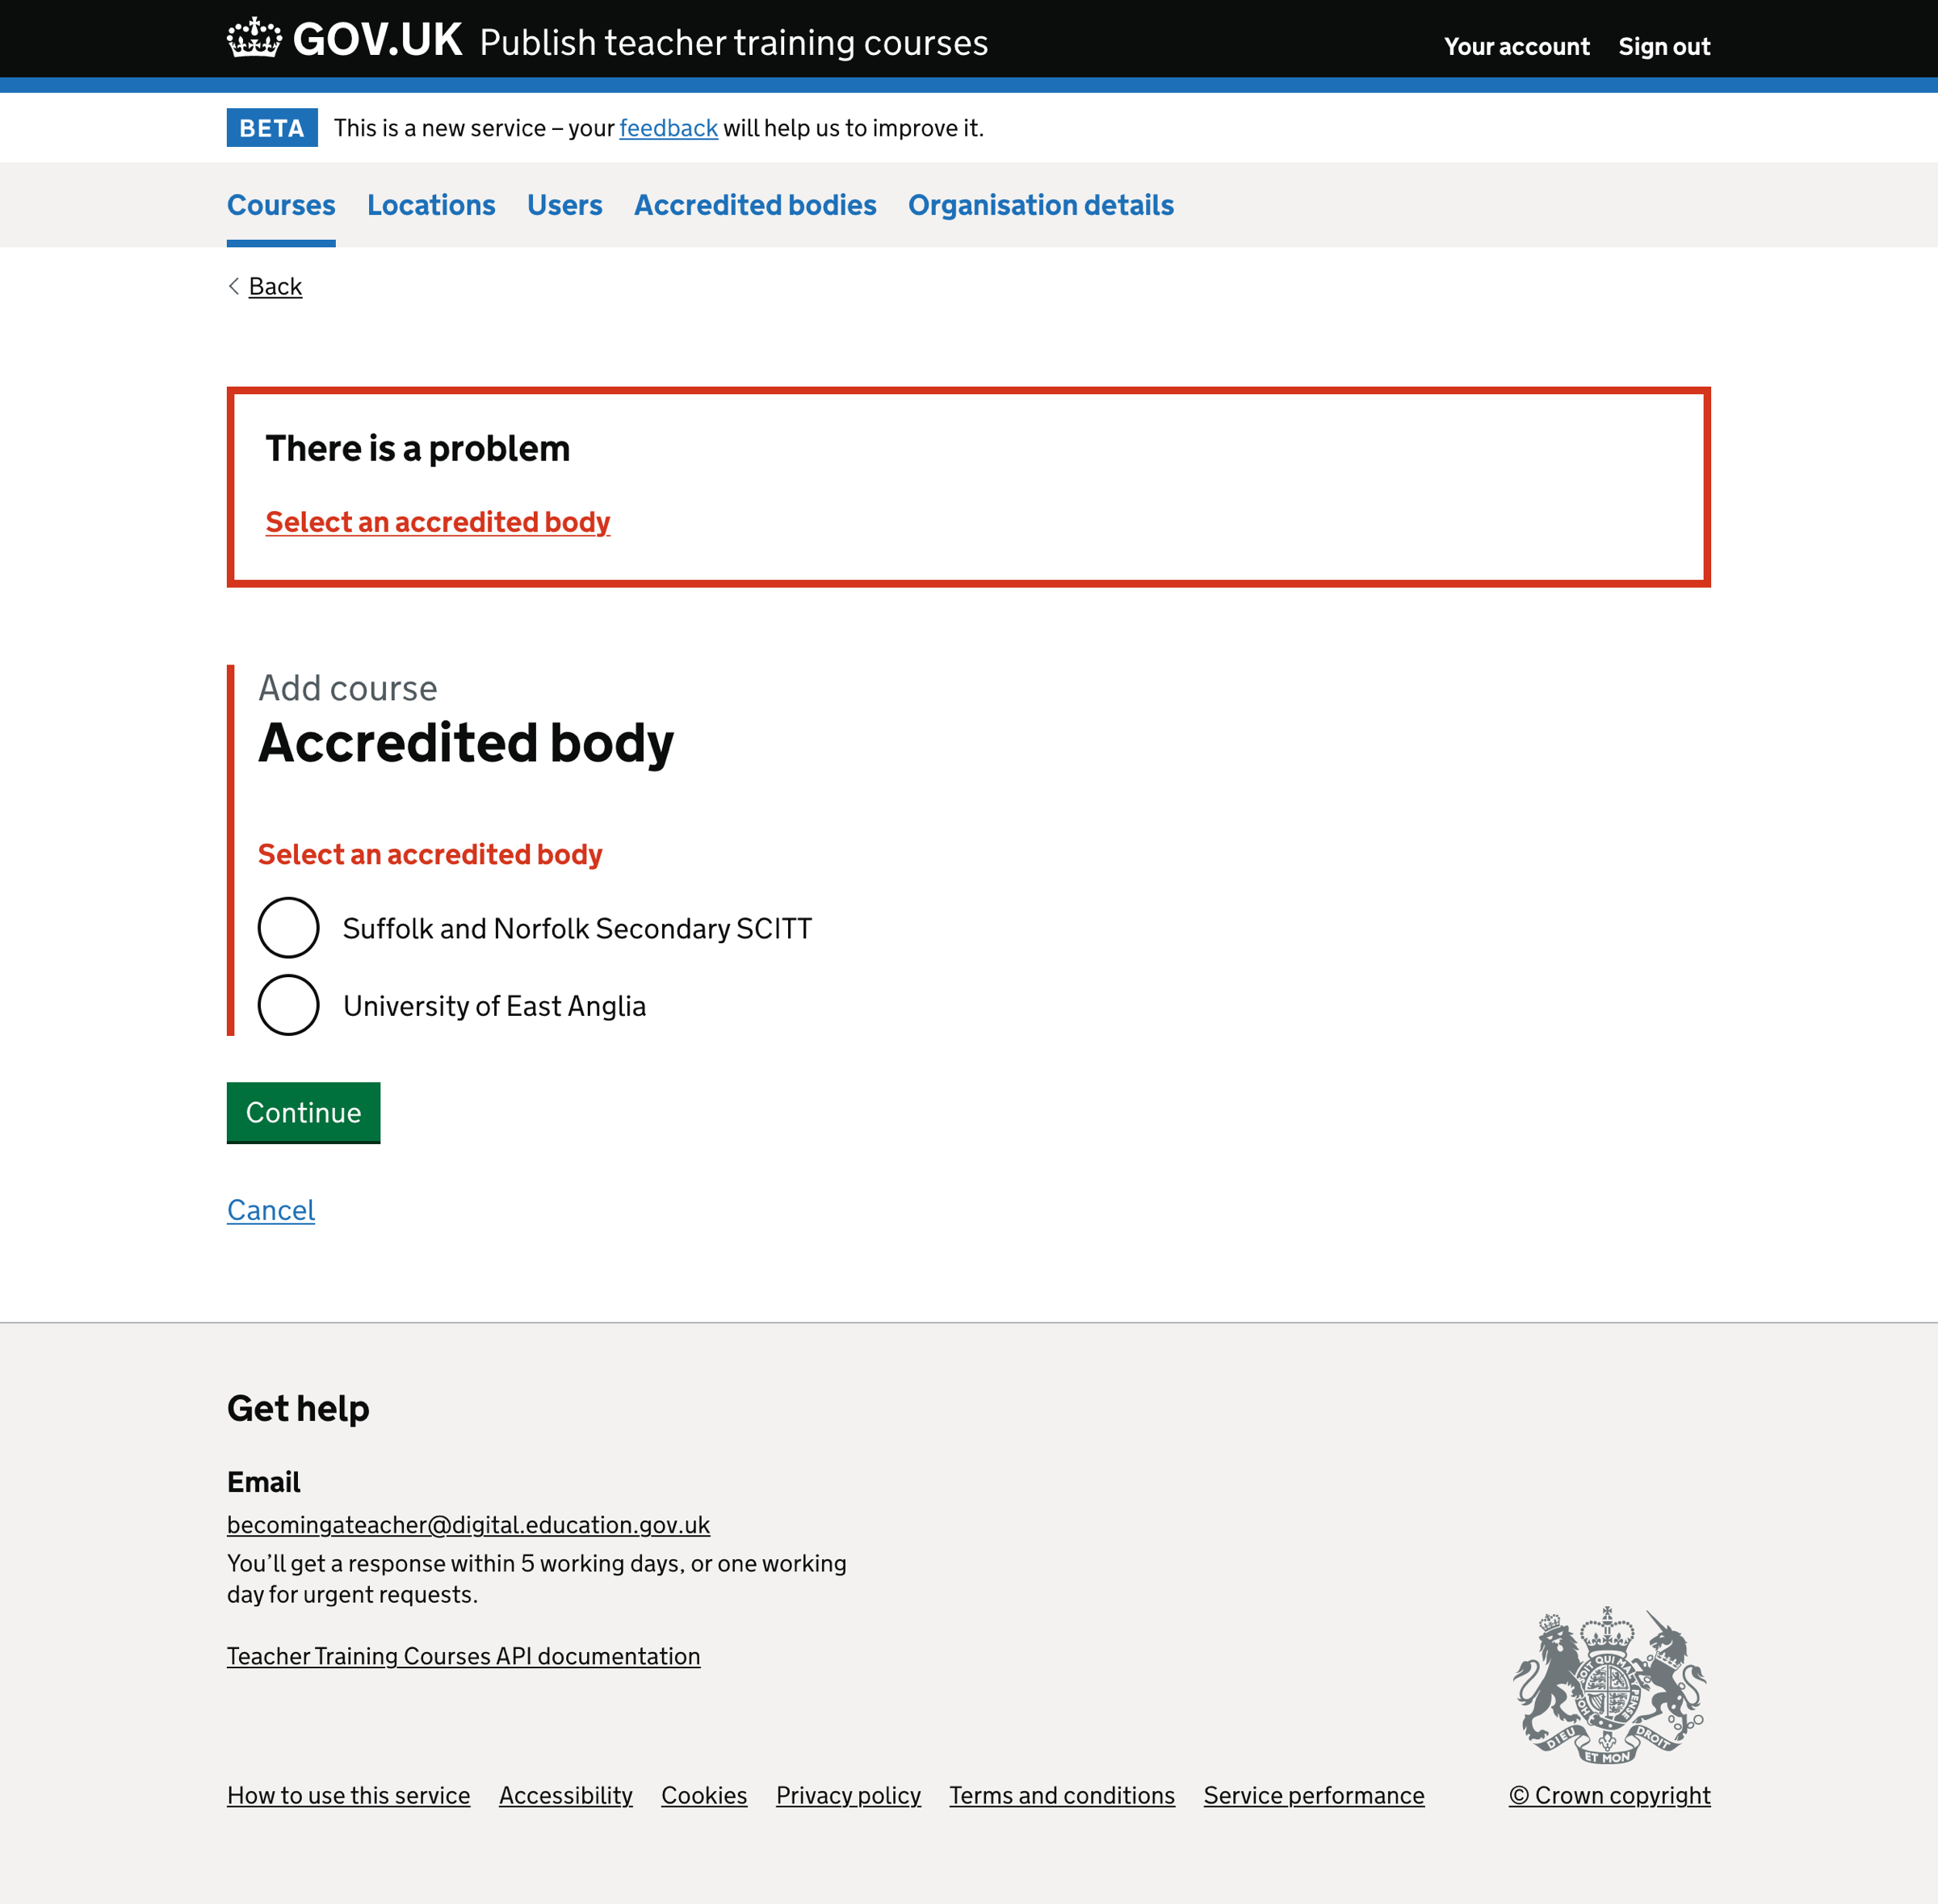 GOV.UK Publish teacher training courses Your account Sign out
BETA This is a new service – your feedback will help us to improve it.
Courses Locations Users Accredited bodies Organisation details
Back
There is a problem
Select an accredited body
Add course
Accredited body
Select an accredited body
Suffolk and Norfolk Secondary SCITT
University of East Anglia
Continue
Cancel
Get help
Email
becomingateacher@digital.education.gov.uk
You’ll get a response within 5 working days, or one working
day for urgent requests.
Teacher Training Courses API documentation
DIEU ET MON DROIT
How to use this service Accessibility Cookies Privacy policy Terms and conditions Service performance © Crown copyright